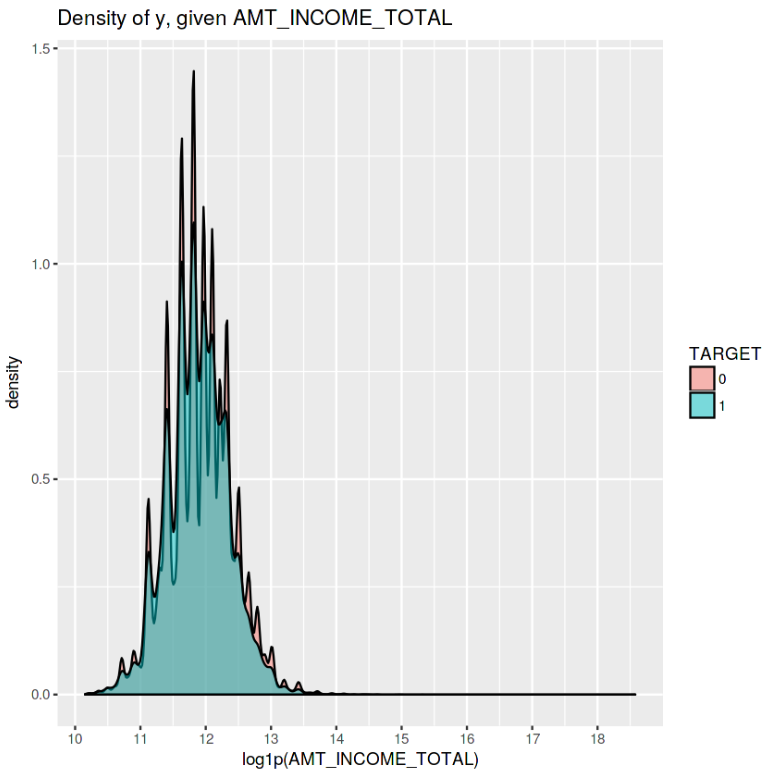 Density of y, given AMT_INCOME_TOTAL
1.5
1.0
0.5
0.0
density
10 11 12 13 14 15 16 17 18
log1p(AMT_INCOME_TOTAL)
TARGET
0
1